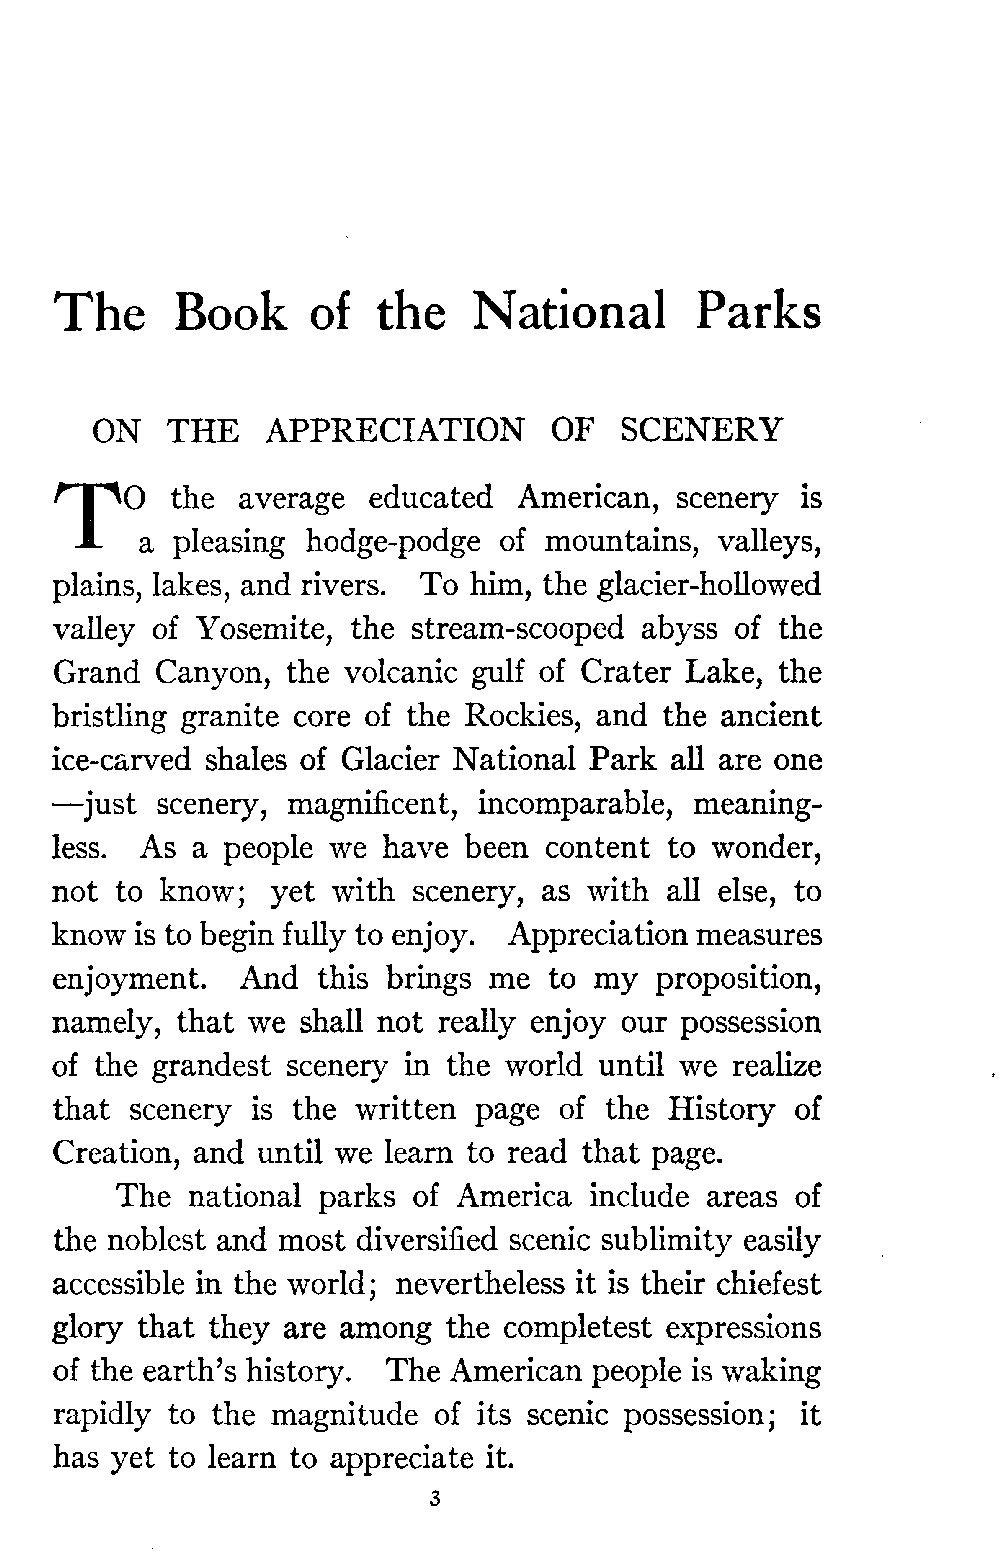 The Book of the National Parks
ON THE APPRECIATION OF SCENERY
TO the average educated American, scenery is
a pleasing hodge-podge of mountains, valleys,
plains, lakes, and rivers. To him, the glacier-hollowed
valley of Yosemite, the stream-scooped abyss of the
Grand Canyon, the volcanic gulf of Crater Lake, the
bristling granite core of the Rockies, and the ancient
ice-carved shales of Glacier National Park all are one
—just scenery, magnificent, incomparable, meaning-
less. As a people we have been content to wonder,
not to know; yet with scenery, as with all else, to
know is to begin fully to enjoy. Appreciation measures
enjoyment. And this brings me to my proposition,
namely, that we shall not really enjoy our possession
of the grandest scenery in the world until we realize
that scenery is the written page of the History of
Creation, and until we learn to read that page.
The national parks of America include areas of
the noblest and most diversified scenic sublimity easily
accessible in the world; nevertheless it is their chiefest
glory that they are among the completest expressions
of the earth's history. The American people is waking
rapidly to the magnitude of its scenic possession; it
has yet to learn to appreciate it.
3